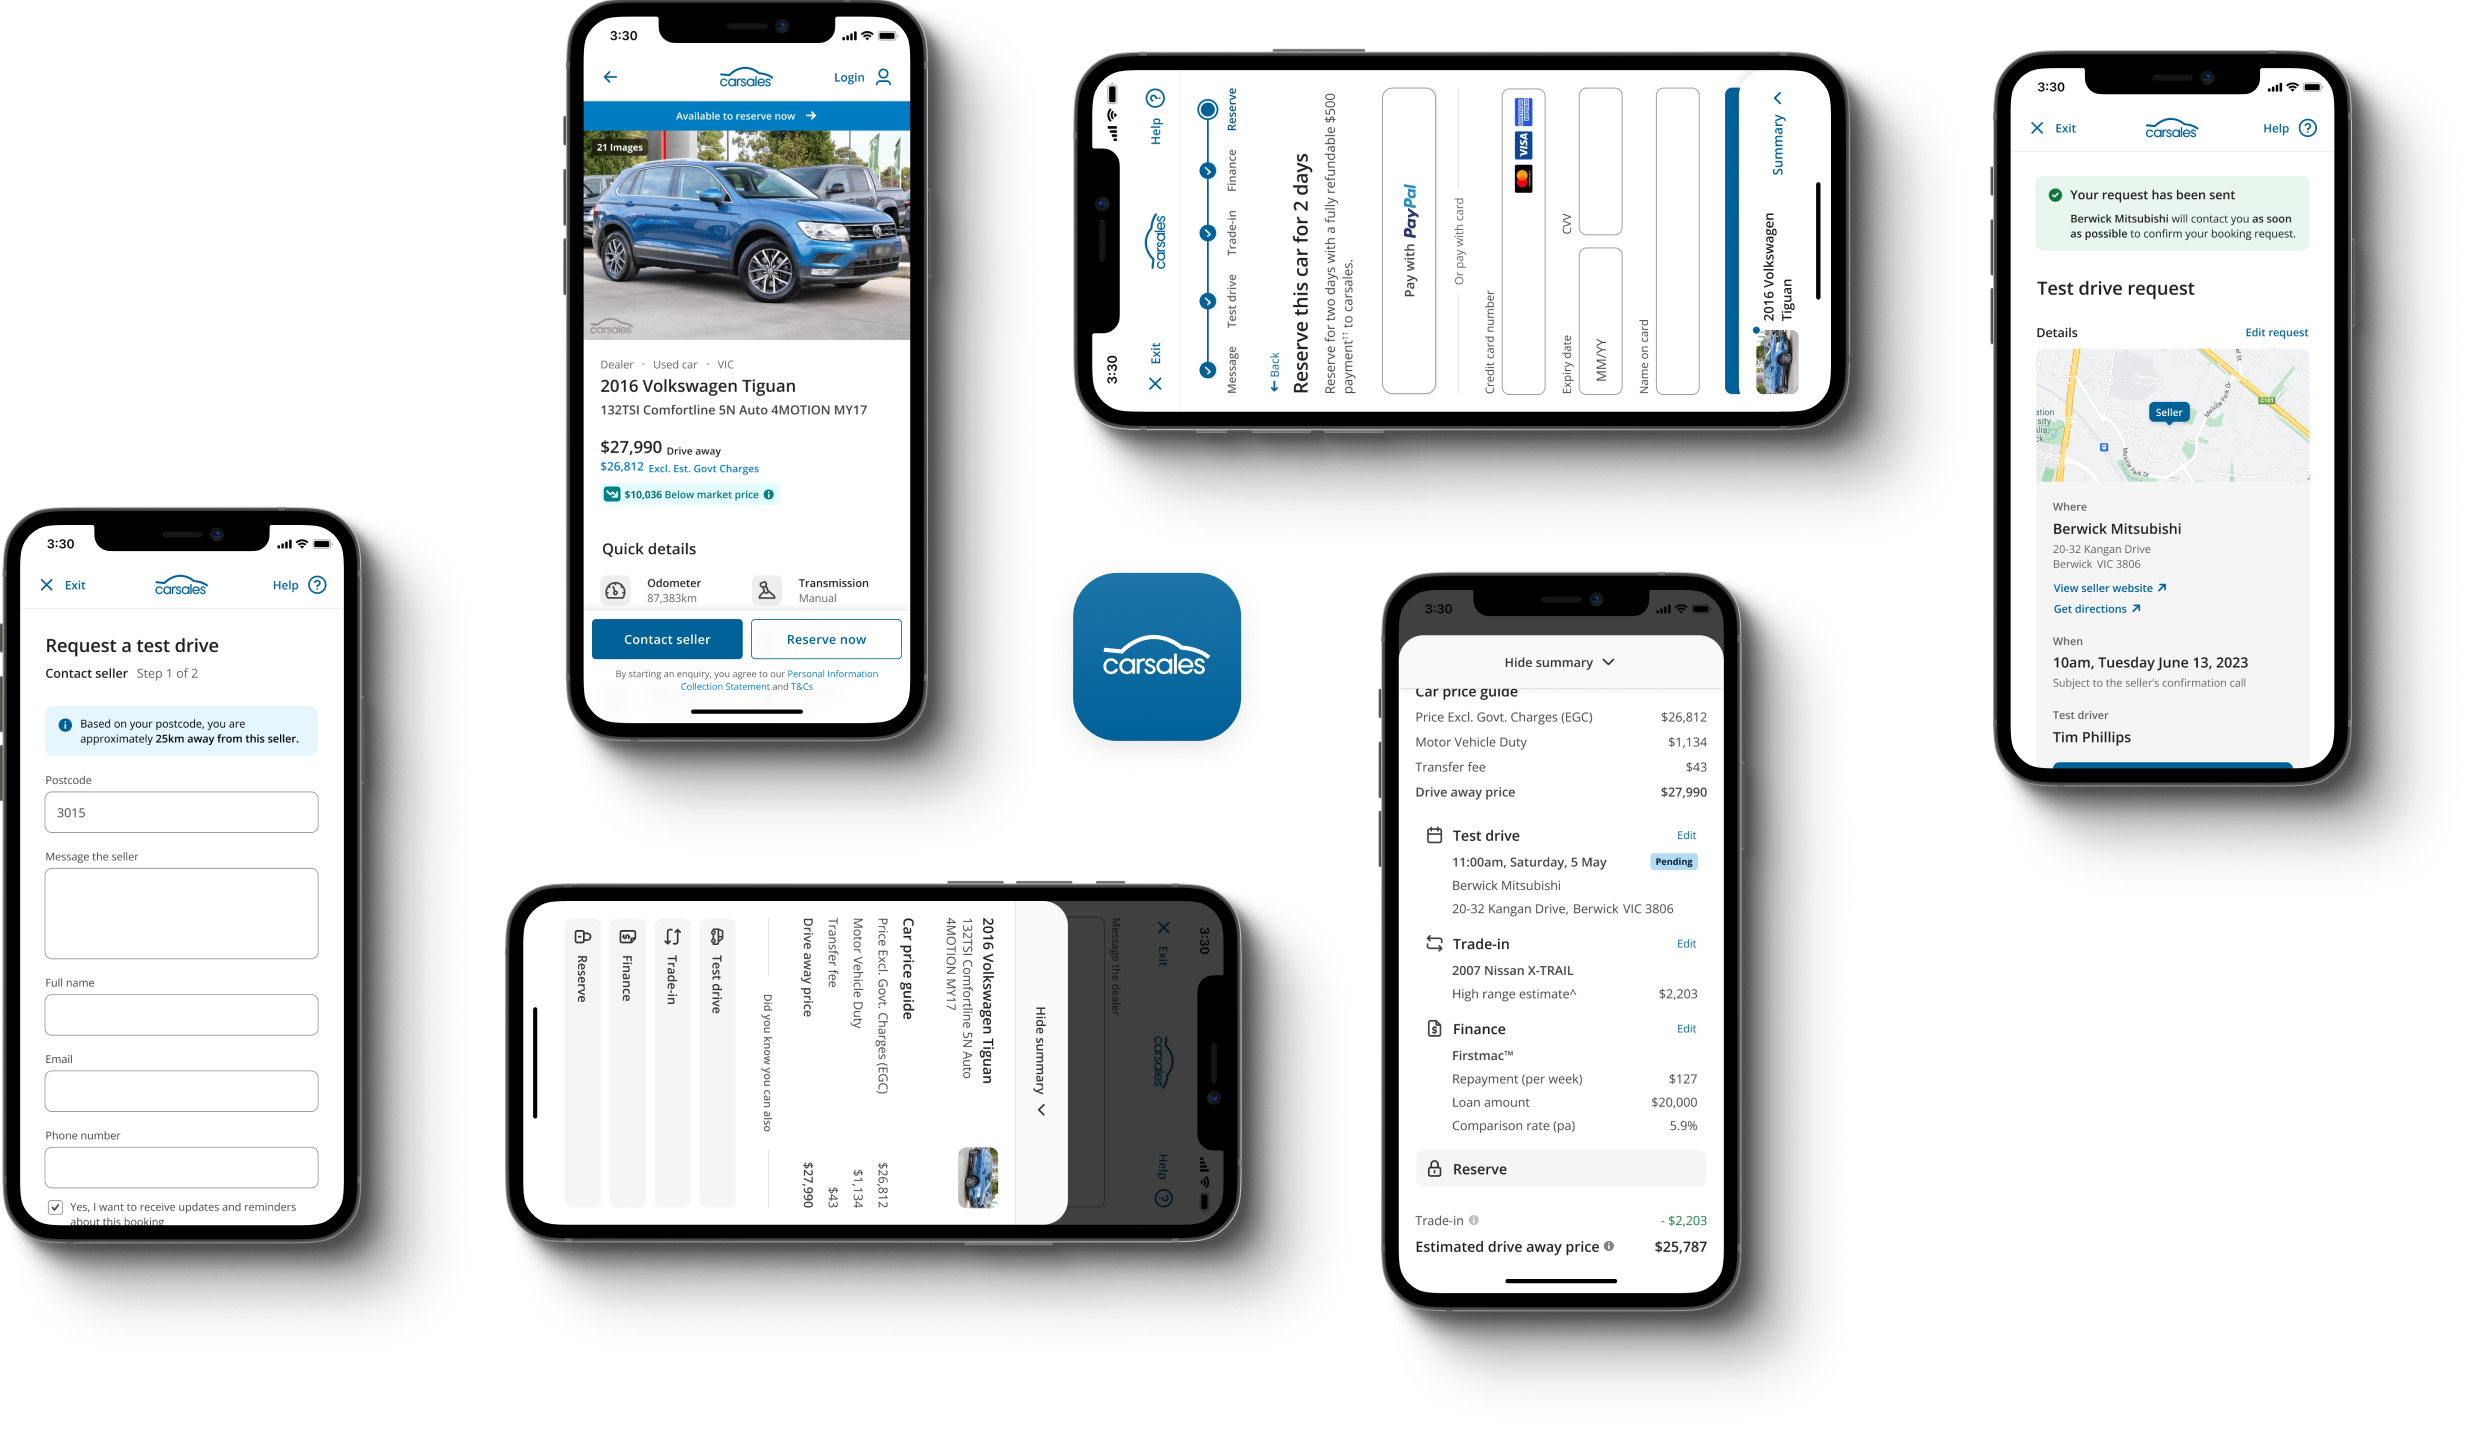 3:30
Exit
carsales
Help
Request a test drive
Contact seller Step 1 of 2
Based on your postcode, you are
approximately 25km away from this seller.
Postcode
3015
Message the seller
Full name
Email
Phone number
Yes, I want to receive updates and reminders
about this booking
3:30
carsales
Login
Available to reserve now
21 Images
carsales
Dealer · Used car · VIC
2016 Volkswagen Tiguan
132TSI Comfortline 5N Auto 4MOTION MY17
$27,990 Drive away
$26,812 Excl. Est. Govt Charges
$10,036 Below market price
Quick details
Odometer
87,383km
Transmission
Manual
Contact seller
Reserve now
By starting an enquiry, you agree to our Personal Information
Collection Statement and T&Cs
3:30
Exit
carsales
Help
Message
Test drive
Trade-in
Finance
Reserve
Back
Reserve this car for 2 days
Reserve for two days with a fully refundable $500
payment†† to carsales.
Pay with PayPal
Or pay with card
Credit card number
VISA
Expiry date
MM/YY
CVV
Name on card
2016 Volkswagen
Tiguan
Summary
carsales
3:30
Exit
carsales
Help
Message the dealer
Hide summary
2016 Volkswagen Tiguan
132TSI Comfortline 5N Auto
4MOTION MY17
Car price guide
Price Excl. Govt. Charges (EGC) $26,812
Motor Vehicle Duty $1,134
Transfer fee $43
Drive away price $27,990
Did you know you can also
Test drive
Trade-in
Finance
Reserve
3:30
Hide summary
Car price guide
Price Excl. Govt. Charges (EGC) $26,812
Motor Vehicle Duty $1,134
Transfer fee $43
Drive away price $27,990
Test drive Edit
11:00am, Saturday, 5 May Pending
Berwick Mitsubishi
20-32 Kangan Drive, Berwick VIC 3806
Trade-in Edit
2007 Nissan X-TRAIL
High range estimate^ $2,203
Finance Edit
Firstmac™
Repayment (per week) $127
Loan amount $20,000
Comparison rate (pa) 5.9%
Reserve
Trade-in - $2,203
Estimated drive away price $25,787
3:30
Exit
carsales
Help
Your request has been sent
Berwick Mitsubishi will contact you as soon
as possible to confirm your booking request.
Test drive request
Details
Edit request
Seller
Melville Park Dr
Melville Park Dr
C101
Where
Berwick Mitsubishi
20-32 Kangan Drive
Berwick VIC 3806
View seller website
Get directions
When
10am, Tuesday June 13, 2023
Subject to the seller's confirmation call
Test driver
Tim Phillips